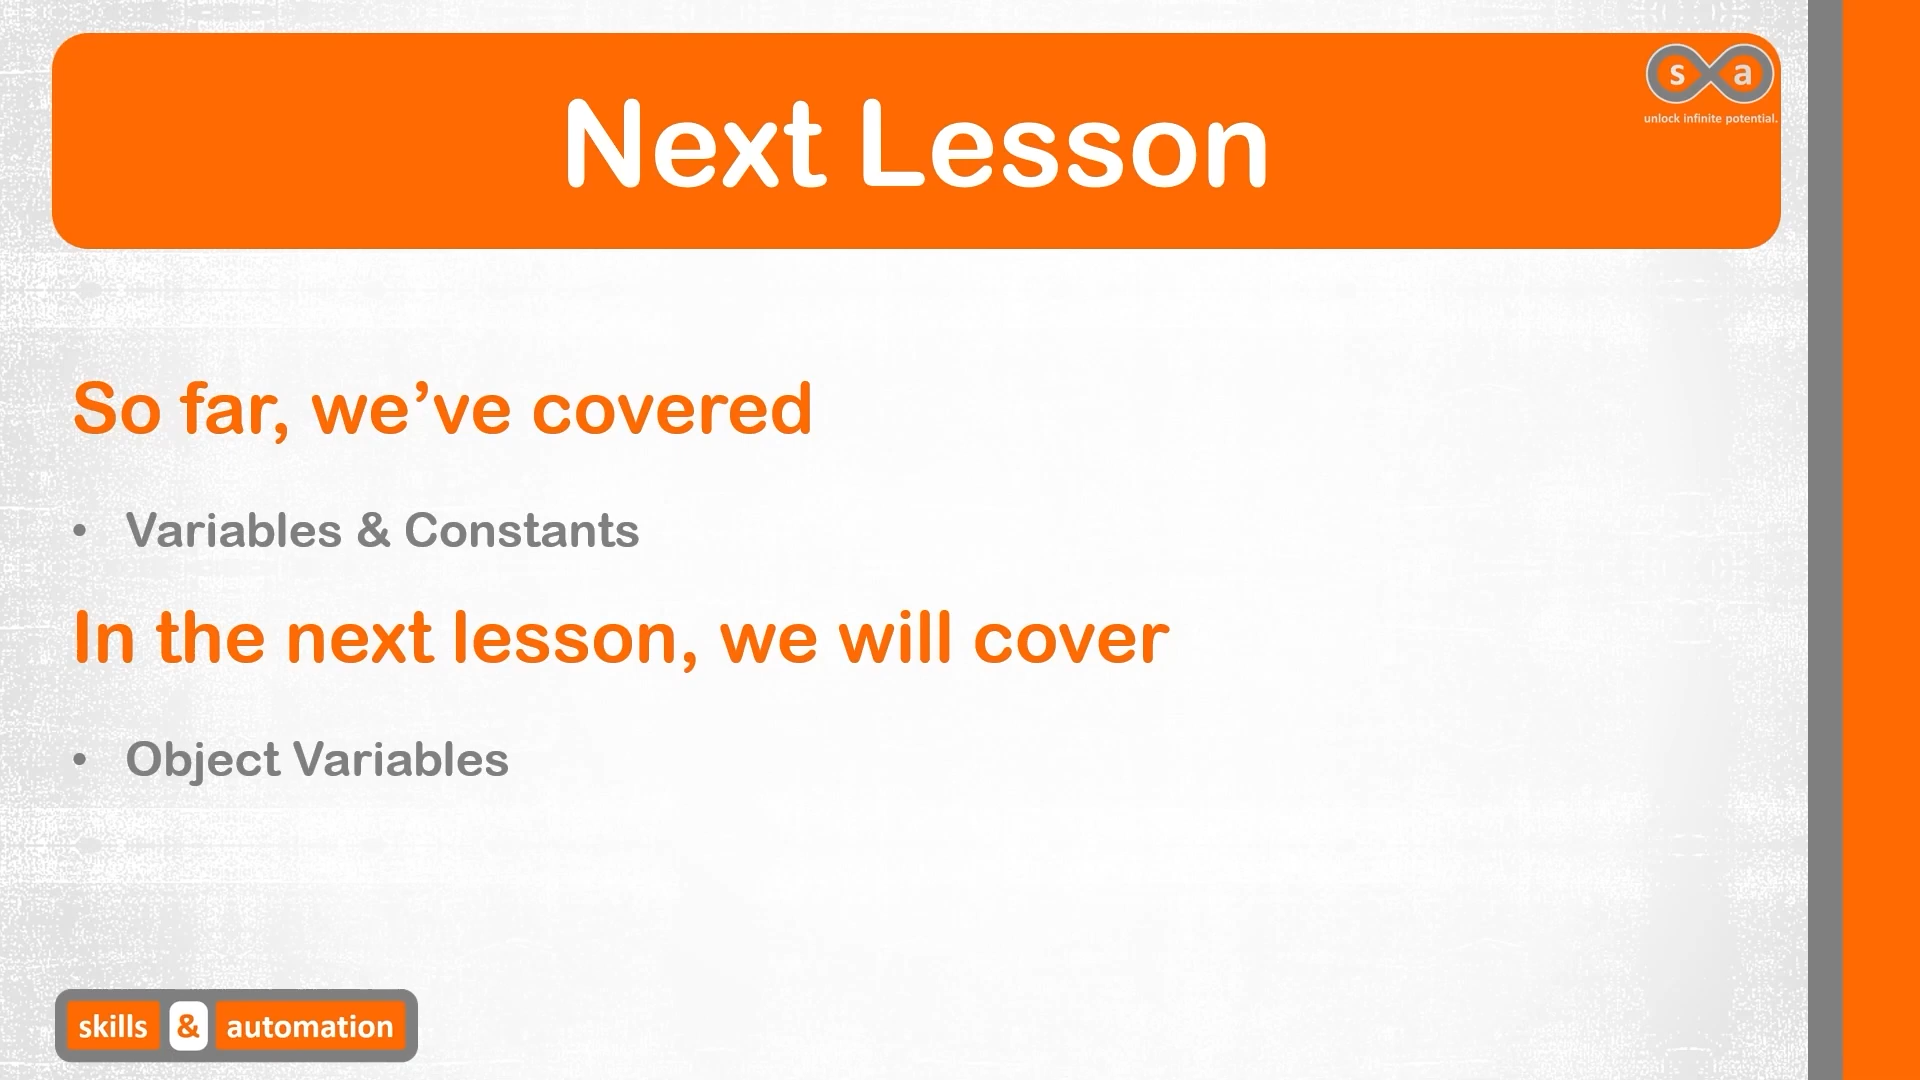 s a
unlock infinite potential.
Next Lesson
So far, we’ve covered
• Variables & Constants
In the next lesson, we will cover
• Object Variables
skills & automation